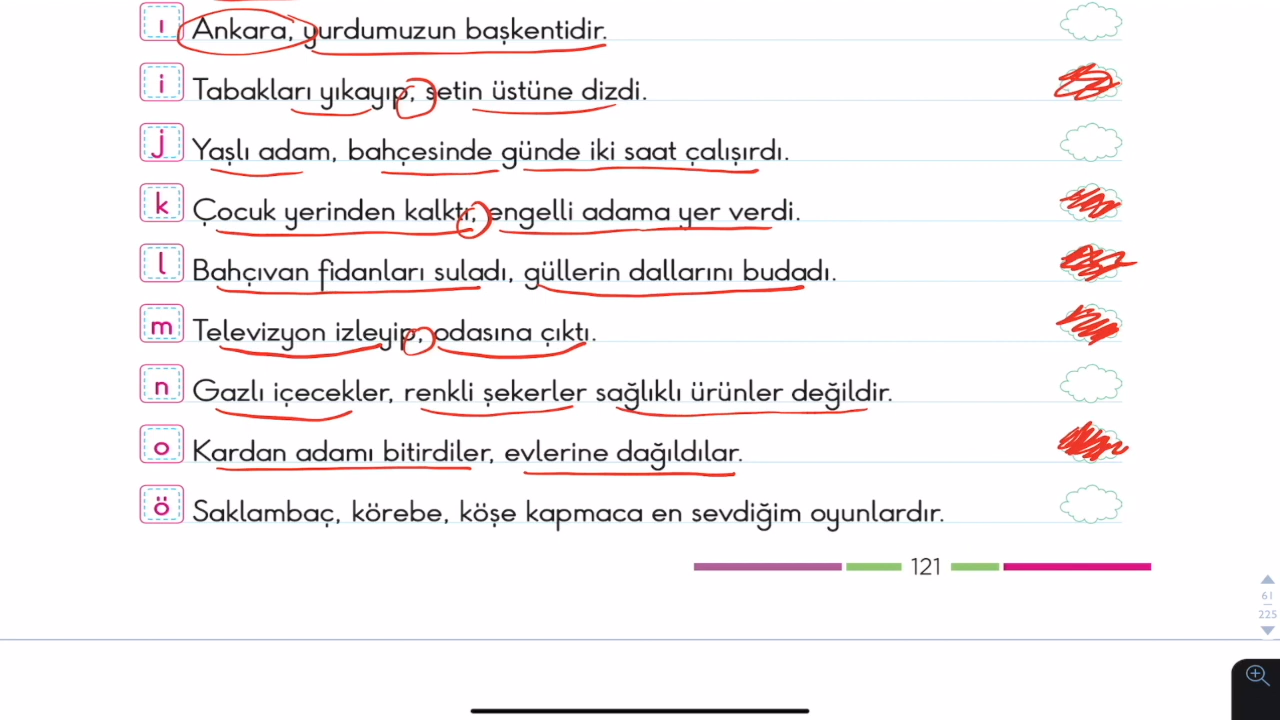 ı Ankara, yurdumuzun başkentidir.
i Tabakları yıkayıp, setin üstüne dizdi.
j Yaşlı adam, bahçesinde günde iki saat çalışırdı.
k Çocuk yerinden kalktı, engelli adama yer verdi.
l Bahçıvan fidanları suladı, güllerin dallarını budadı.
m Televizyon izleyip, odasına çıktı.
n Gazlı içecekler, renkli şekerler sağlıklı ürünler değildir.
o Kardan adamı bitirdiler, evlerine dağıldılar.
ö Saklambaç, körebe, köşe kapmaca en sevdiğim oyunlardır.
121
61
225